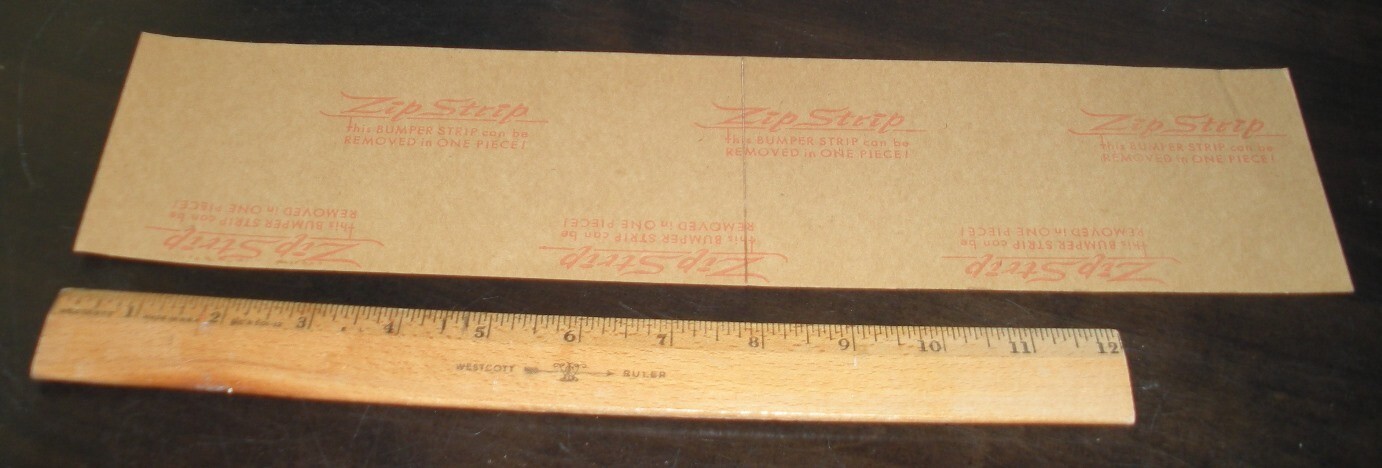 Zip Strip
this BUMPER STRIP can be
REMOVED in ONE PIECE!
Zip Strip
this BUMPER STRIP can be
REMOVED in ONE PIECE!
Zip Strip
this BUMPER STRIP can be
REMOVED in ONE PIECE!
Zip Strip
this BUMPER STRIP can be
REMOVED in ONE PIECE!
Zip Strip
this BUMPER STRIP can be
REMOVED in ONE PIECE!
Zip Strip
this BUMPER STRIP can be
REMOVED in ONE PIECE!
1 2 3 4 5 6 7 8 9 10 11 12
WESTCOTT RULER